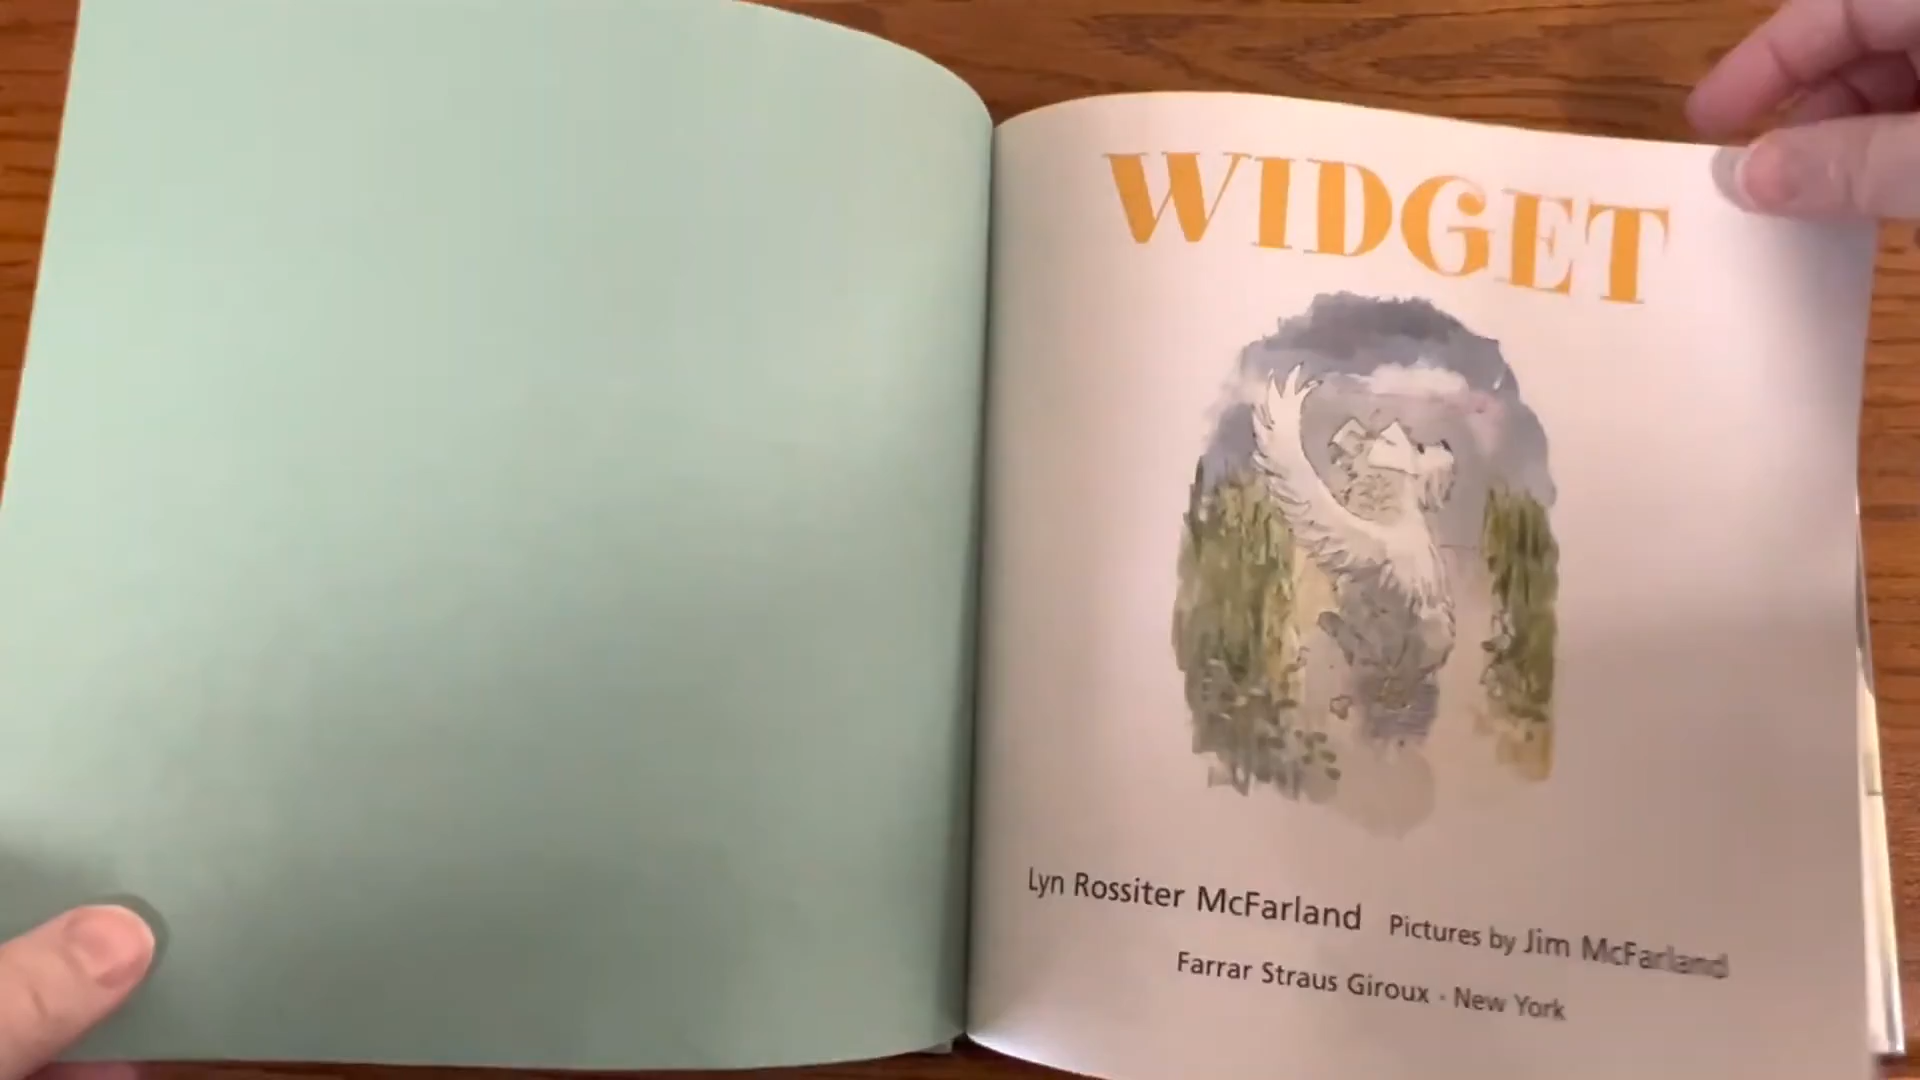 WIDGET
Lyn Rossiter McFarland Pictures by Jim McFarland
Farrar Straus Giroux · New York